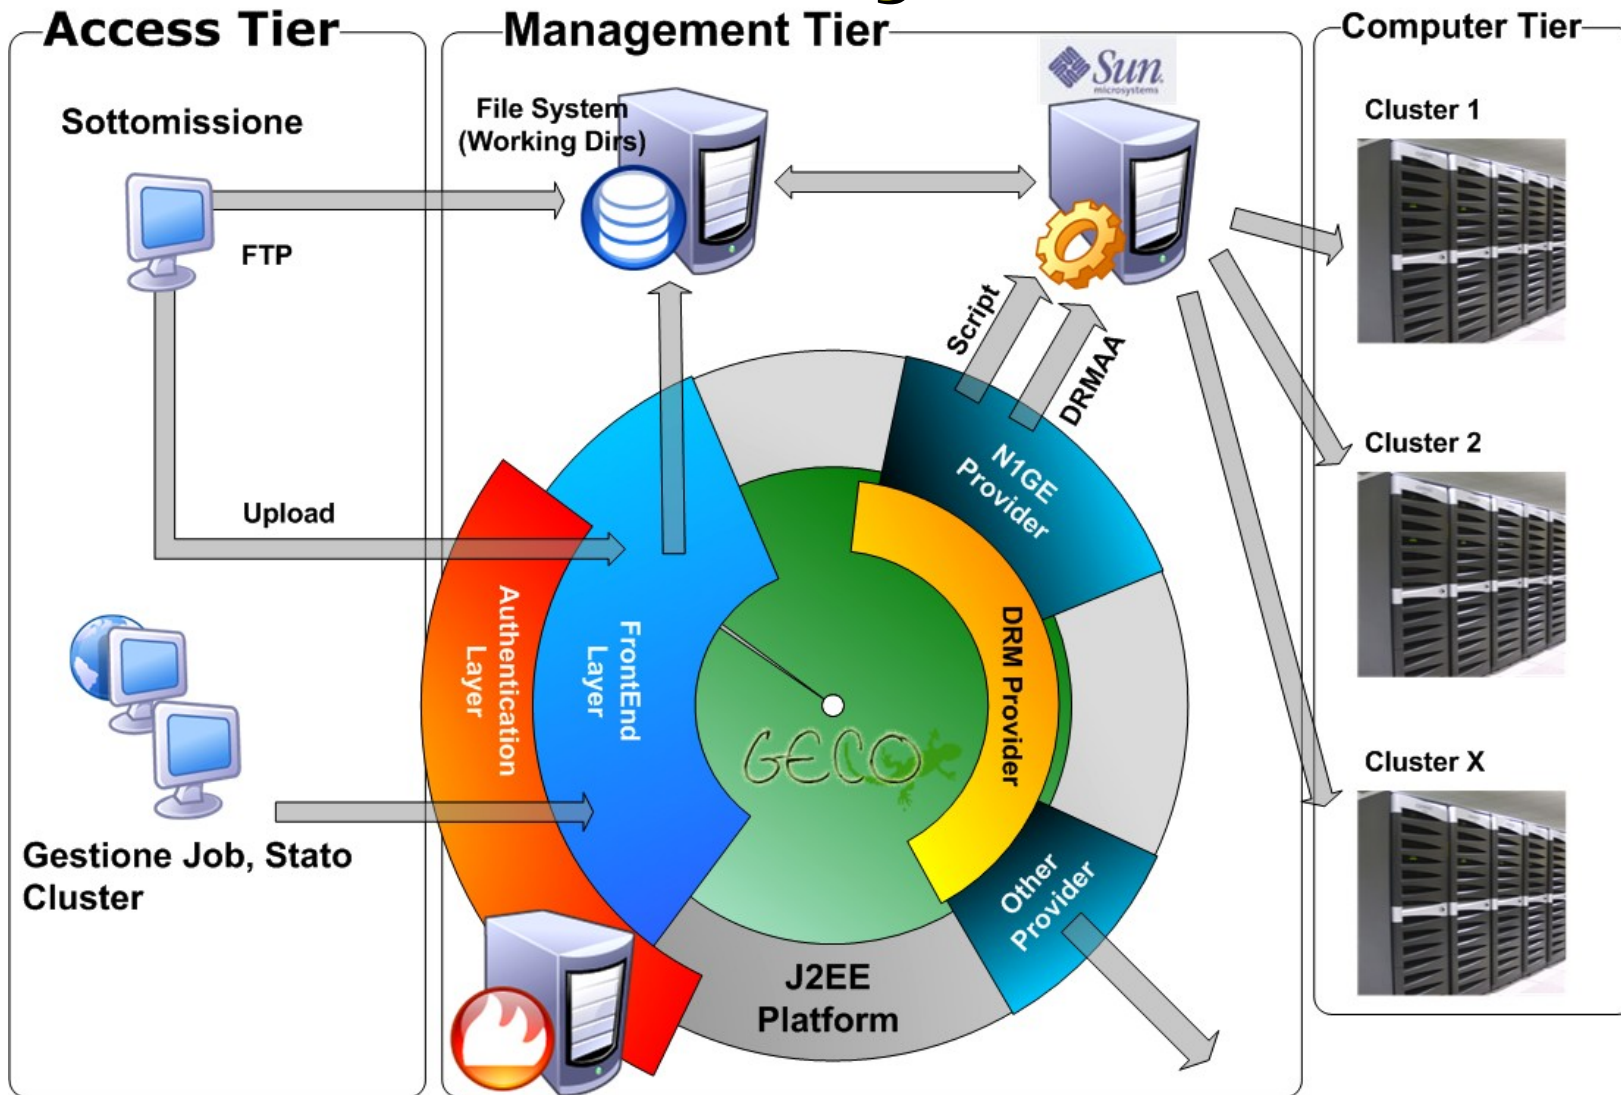 Access Tier
Management Tier
Computer Tier
Sun
microsystems
Sottomissione
File System
(Working Dirs)
Cluster 1
FTP
Script
DRMAA
N1GE
Provider
Cluster 2
Upload
Authentication
Layer
FrontEnd
Layer
DRM Provider
GECO
Cluster X
Gestione Job, Stato
Cluster
Other
Provider
J2EE
Platform